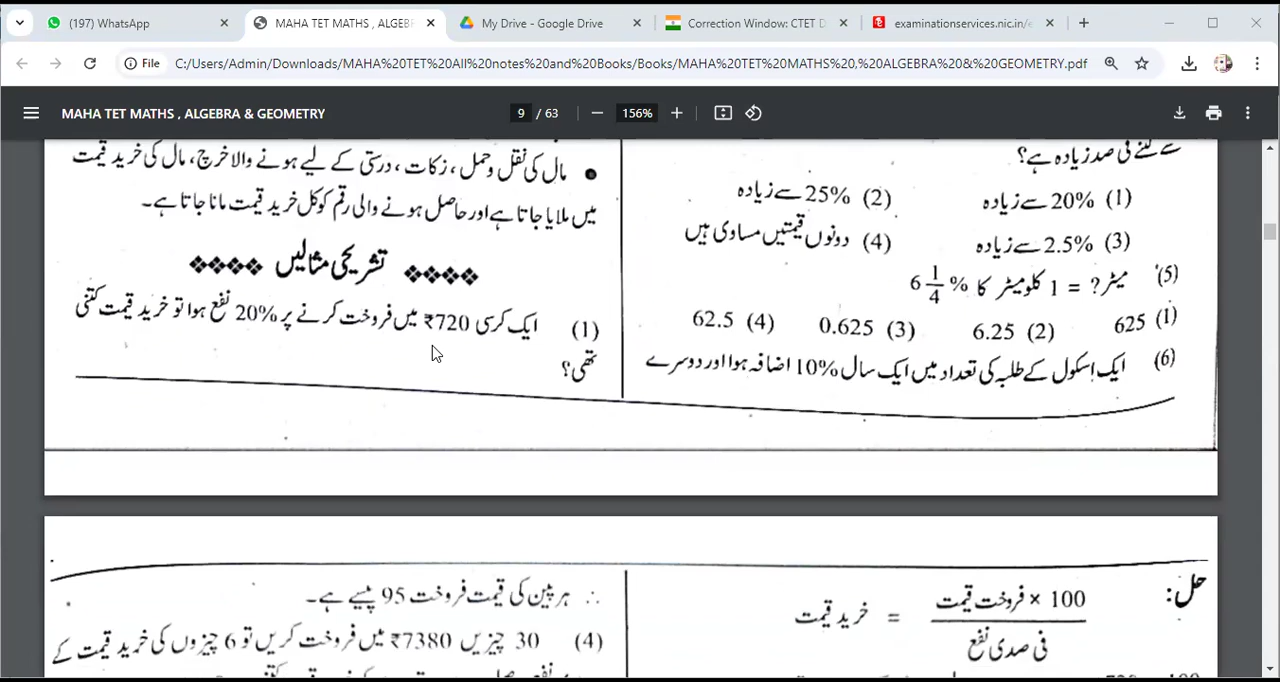 (197) WhatsApp
MAHA TET MATHS , ALGEBR
My Drive - Google Drive
Correction Window: CTET D
examinationservices.nic.in/e
File
C:/Users/Admin/Downloads/MAHA%20TET%20All%20notes%20and%20Books/Books/MAHA%20TET%20MATHS%20,%20ALGEBRA%20&%20GEOMETRY.pdf
MAHA TET MATHS , ALGEBRA & GEOMETRY
9 / 63
156%
سے کتنے فی صد زیادہ ہے؟
(1) 20% سے زیادہ (2) 25% سے زیادہ
(3) 2.5% سے زیادہ (4) دونوں قیمتیں مساوی ہیں
(5) میٹر ? = 1 کلومیٹر کا 6 1/4 %
(1) 625 (2) 6.25 (3) 0.625 (4) 62.5
(6) ایک اسکول کے طلبہ کی تعداد میں ایک سال 10% اضافہ ہوا اور دوسرے
● مال کی نقل و حمل ، زکات ، درستی کے لیے ہونے والا خرچ ، مال کی خرید قیمت
میں ملایا جاتا ہے اور حاصل ہونے والی رقم کو کل خرید قیمت مانا جاتا ہے۔
تشریحی مثالیں
(1) ایک کرسی ₹720 میں فروخت کرنے پر 20% نفع ہوا تو خرید قیمت کتنی
تھی؟
حل:
خرید قیمت = 100 × فروخت قیمت / فی صدی نفع
∴ ہر پین کی قیمت فروخت 95 پیسے ہے۔
(4) 30 چیزیں ₹7380 میں فروخت کریں تو 6 چیزوں کی خرید قیمت کے